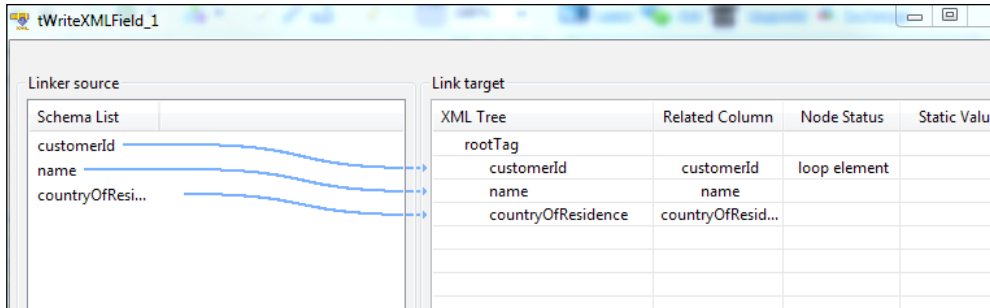 tWriteXMLField_1
Linker source
Link target
Schema List
XML Tree Related Column Node Status Static Valu
rootTag
customerId
customerId customerId loop element
name
name name
countryOfResi...
countryOfResidence countryOfResid...